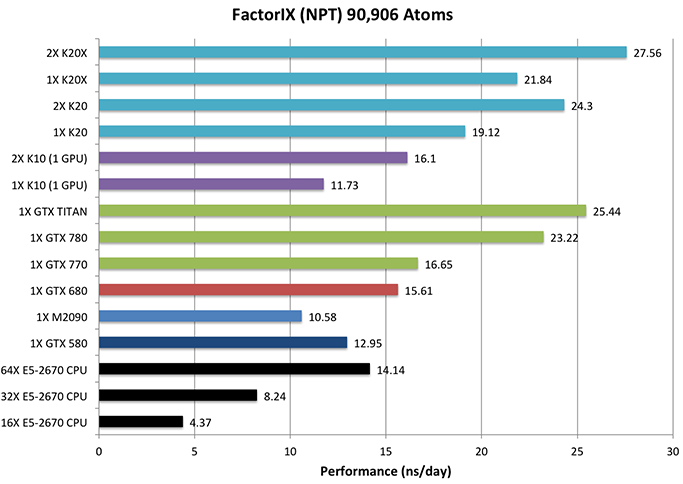 FactorIX (NPT) 90,906 Atoms
2X K20X 27.56
1X K20X 21.84
2X K20 24.3
1X K20 19.12
2X K10 (1 GPU) 16.1
1X K10 (1 GPU) 11.73
1X GTX TITAN 25.44
1X GTX 780 23.22
1X GTX 770 16.65
1X GTX 680 15.61
1X M2090 10.58
1X GTX 580 12.95
64X E5-2670 CPU 14.14
32X E5-2670 CPU 8.24
16X E5-2670 CPU 4.37
0 5 10 15 20 25 30
Performance (ns/day)